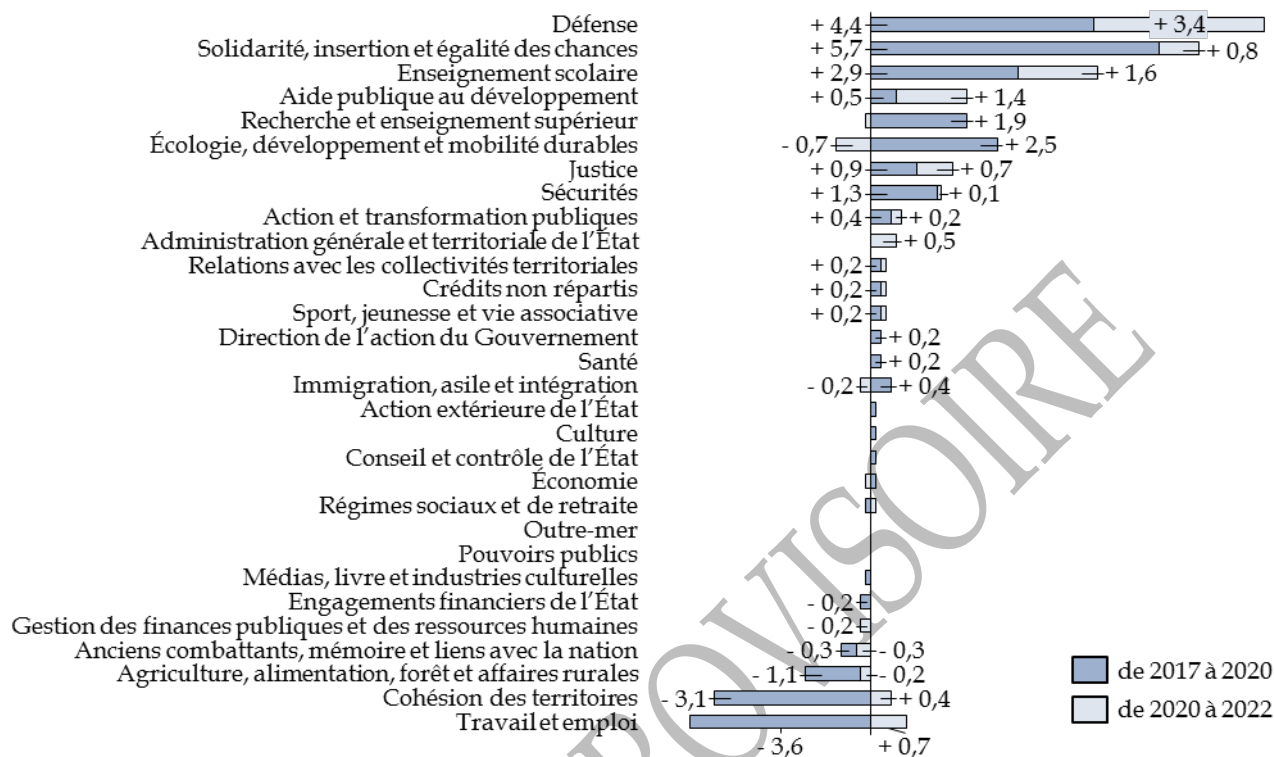 Défense + 4,4 + 3,4
Solidarité, insertion et égalité des chances + 5,7 + 0,8
Enseignement scolaire + 2,9 + 1,6
Aide publique au développement + 0,5 + 1,4
Recherche et enseignement supérieur + 1,9
Écologie, développement et mobilité durables - 0,7 + 2,5
Justice + 0,9 + 0,7
Sécurités + 1,3 + 0,1
Action et transformation publiques + 0,4 + 0,2
Administration générale et territoriale de l'État + 0,5
Relations avec les collectivités territoriales + 0,2
Crédits non répartis + 0,2
Sport, jeunesse et vie associative + 0,2
Direction de l'action du Gouvernement + 0,2
Santé + 0,2
Immigration, asile et intégration - 0,2 + 0,4
Action extérieure de l'État
Culture
Conseil et contrôle de l'État
Économie
Régimes sociaux et de retraite
Outre-mer
Pouvoirs publics
Médias, livre et industries culturelles
Engagements financiers de l'État - 0,2
Gestion des finances publiques et des ressources humaines - 0,2
Anciens combattants, mémoire et liens avec la nation - 0,3 - 0,3
Agriculture, alimentation, forêt et affaires rurales - 1,1 - 0,2
Cohésion des territoires - 3,1 + 0,4
Travail et emploi
- 3,6 + 0,7
de 2017 à 2020
de 2020 à 2022
OVISOIRE